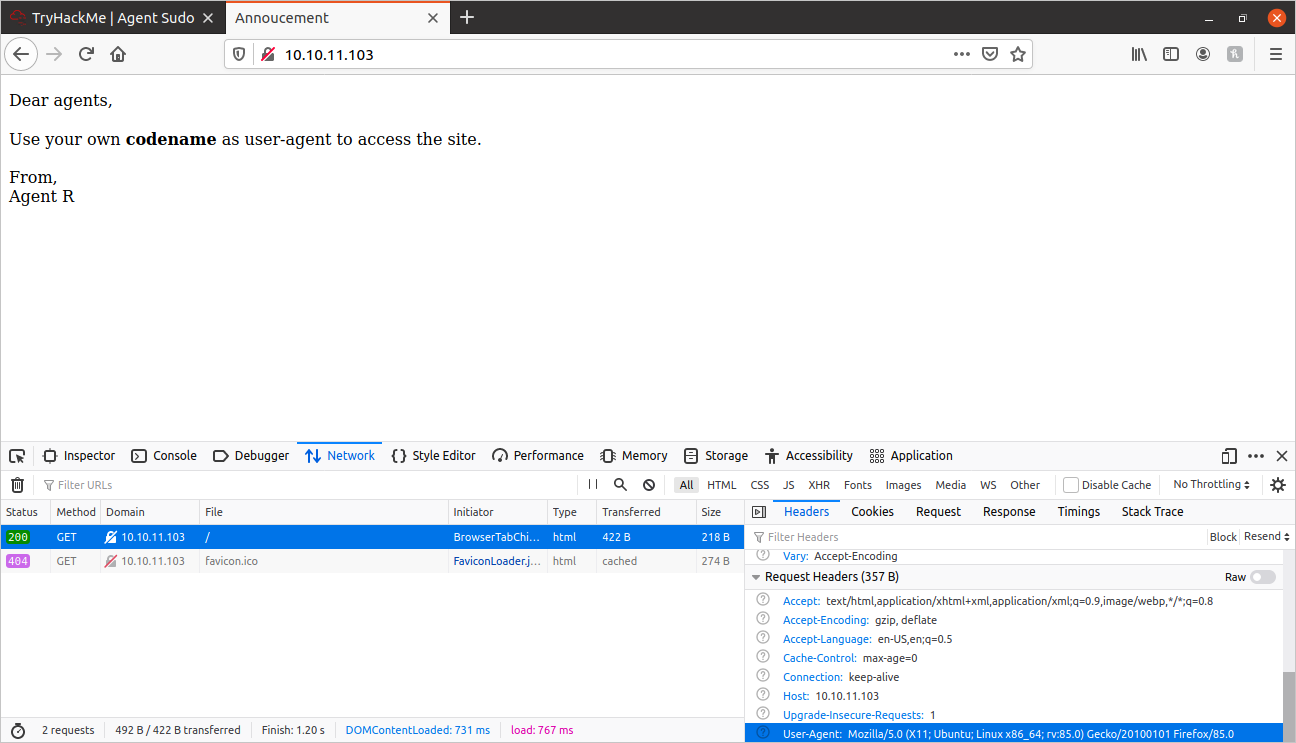 TryHackMe | Agent Sudo
Annoucement
10.10.11.103
Dear agents,
Use your own codename as user-agent to access the site.
From,
Agent R
Inspector Console Debugger Network Style Editor Performance Memory Storage Accessibility Application
Filter URLs
All HTML CSS JS XHR Fonts Images Media WS Other Disable Cache No Throttling
Status Method Domain File Initiator Type Transferred Size
200 GET 10.10.11.103 / BrowserTabChi... html 422 B 218 B
404 GET 10.10.11.103 favicon.ico FaviconLoader.j... html cached 274 B
Headers Cookies Request Response Timings Stack Trace
Filter Headers Block Resend
Vary: Accept-Encoding
Request Headers (357 B) Raw
Accept: text/html,application/xhtml+xml,application/xml;q=0.9,image/webp,*/*;q=0.8
Accept-Encoding: gzip, deflate
Accept-Language: en-US,en;q=0.5
Cache-Control: max-age=0
Connection: keep-alive
Host: 10.10.11.103
Upgrade-Insecure-Requests: 1
User-Agent: Mozilla/5.0 (X11; Ubuntu; Linux x86_64; rv:85.0) Gecko/20100101 Firefox/85.0
2 requests 492 B / 422 B transferred Finish: 1.20 s DOMContentLoaded: 731 ms load: 767 ms